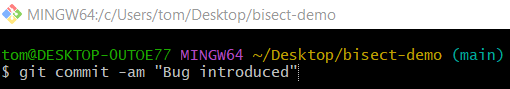 MINGW64:/c/Users/tom/Desktop/bisect-demo
tom@DESKTOP-OUTOE77 MINGW64 ~/Desktop/bisect-demo (main)
$ git commit -am "Bug introduced"